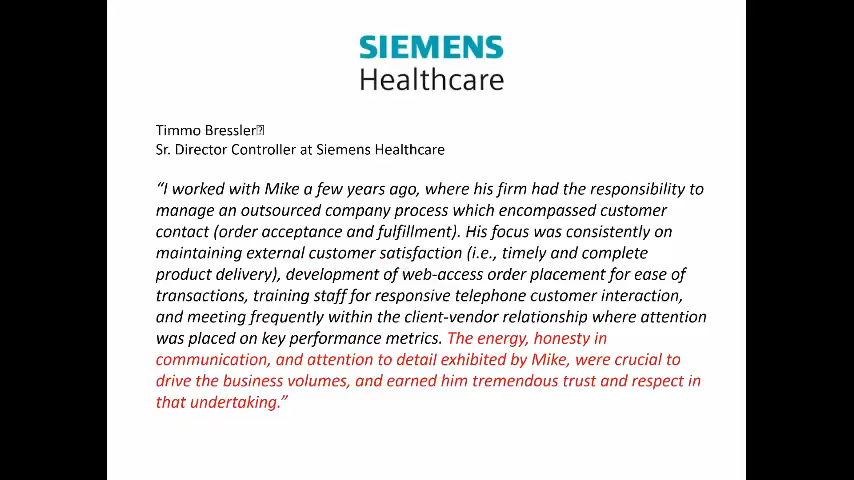 SIEMENS
Healthcare
Timmo Bressler
Sr. Director Controller at Siemens Healthcare
“I worked with Mike a few years ago, where his firm had the responsibility to
manage an outsourced company process which encompassed customer
contact (order acceptance and fulfillment). His focus was consistently on
maintaining external customer satisfaction (i.e., timely and complete
product delivery), development of web-access order placement for ease of
transactions, training staff for responsive telephone customer interaction,
and meeting frequently within the client-vendor relationship where attention
was placed on key performance metrics. The energy, honesty in
communication, and attention to detail exhibited by Mike, were crucial to
drive the business volumes, and earned him tremendous trust and respect in
that undertaking.”